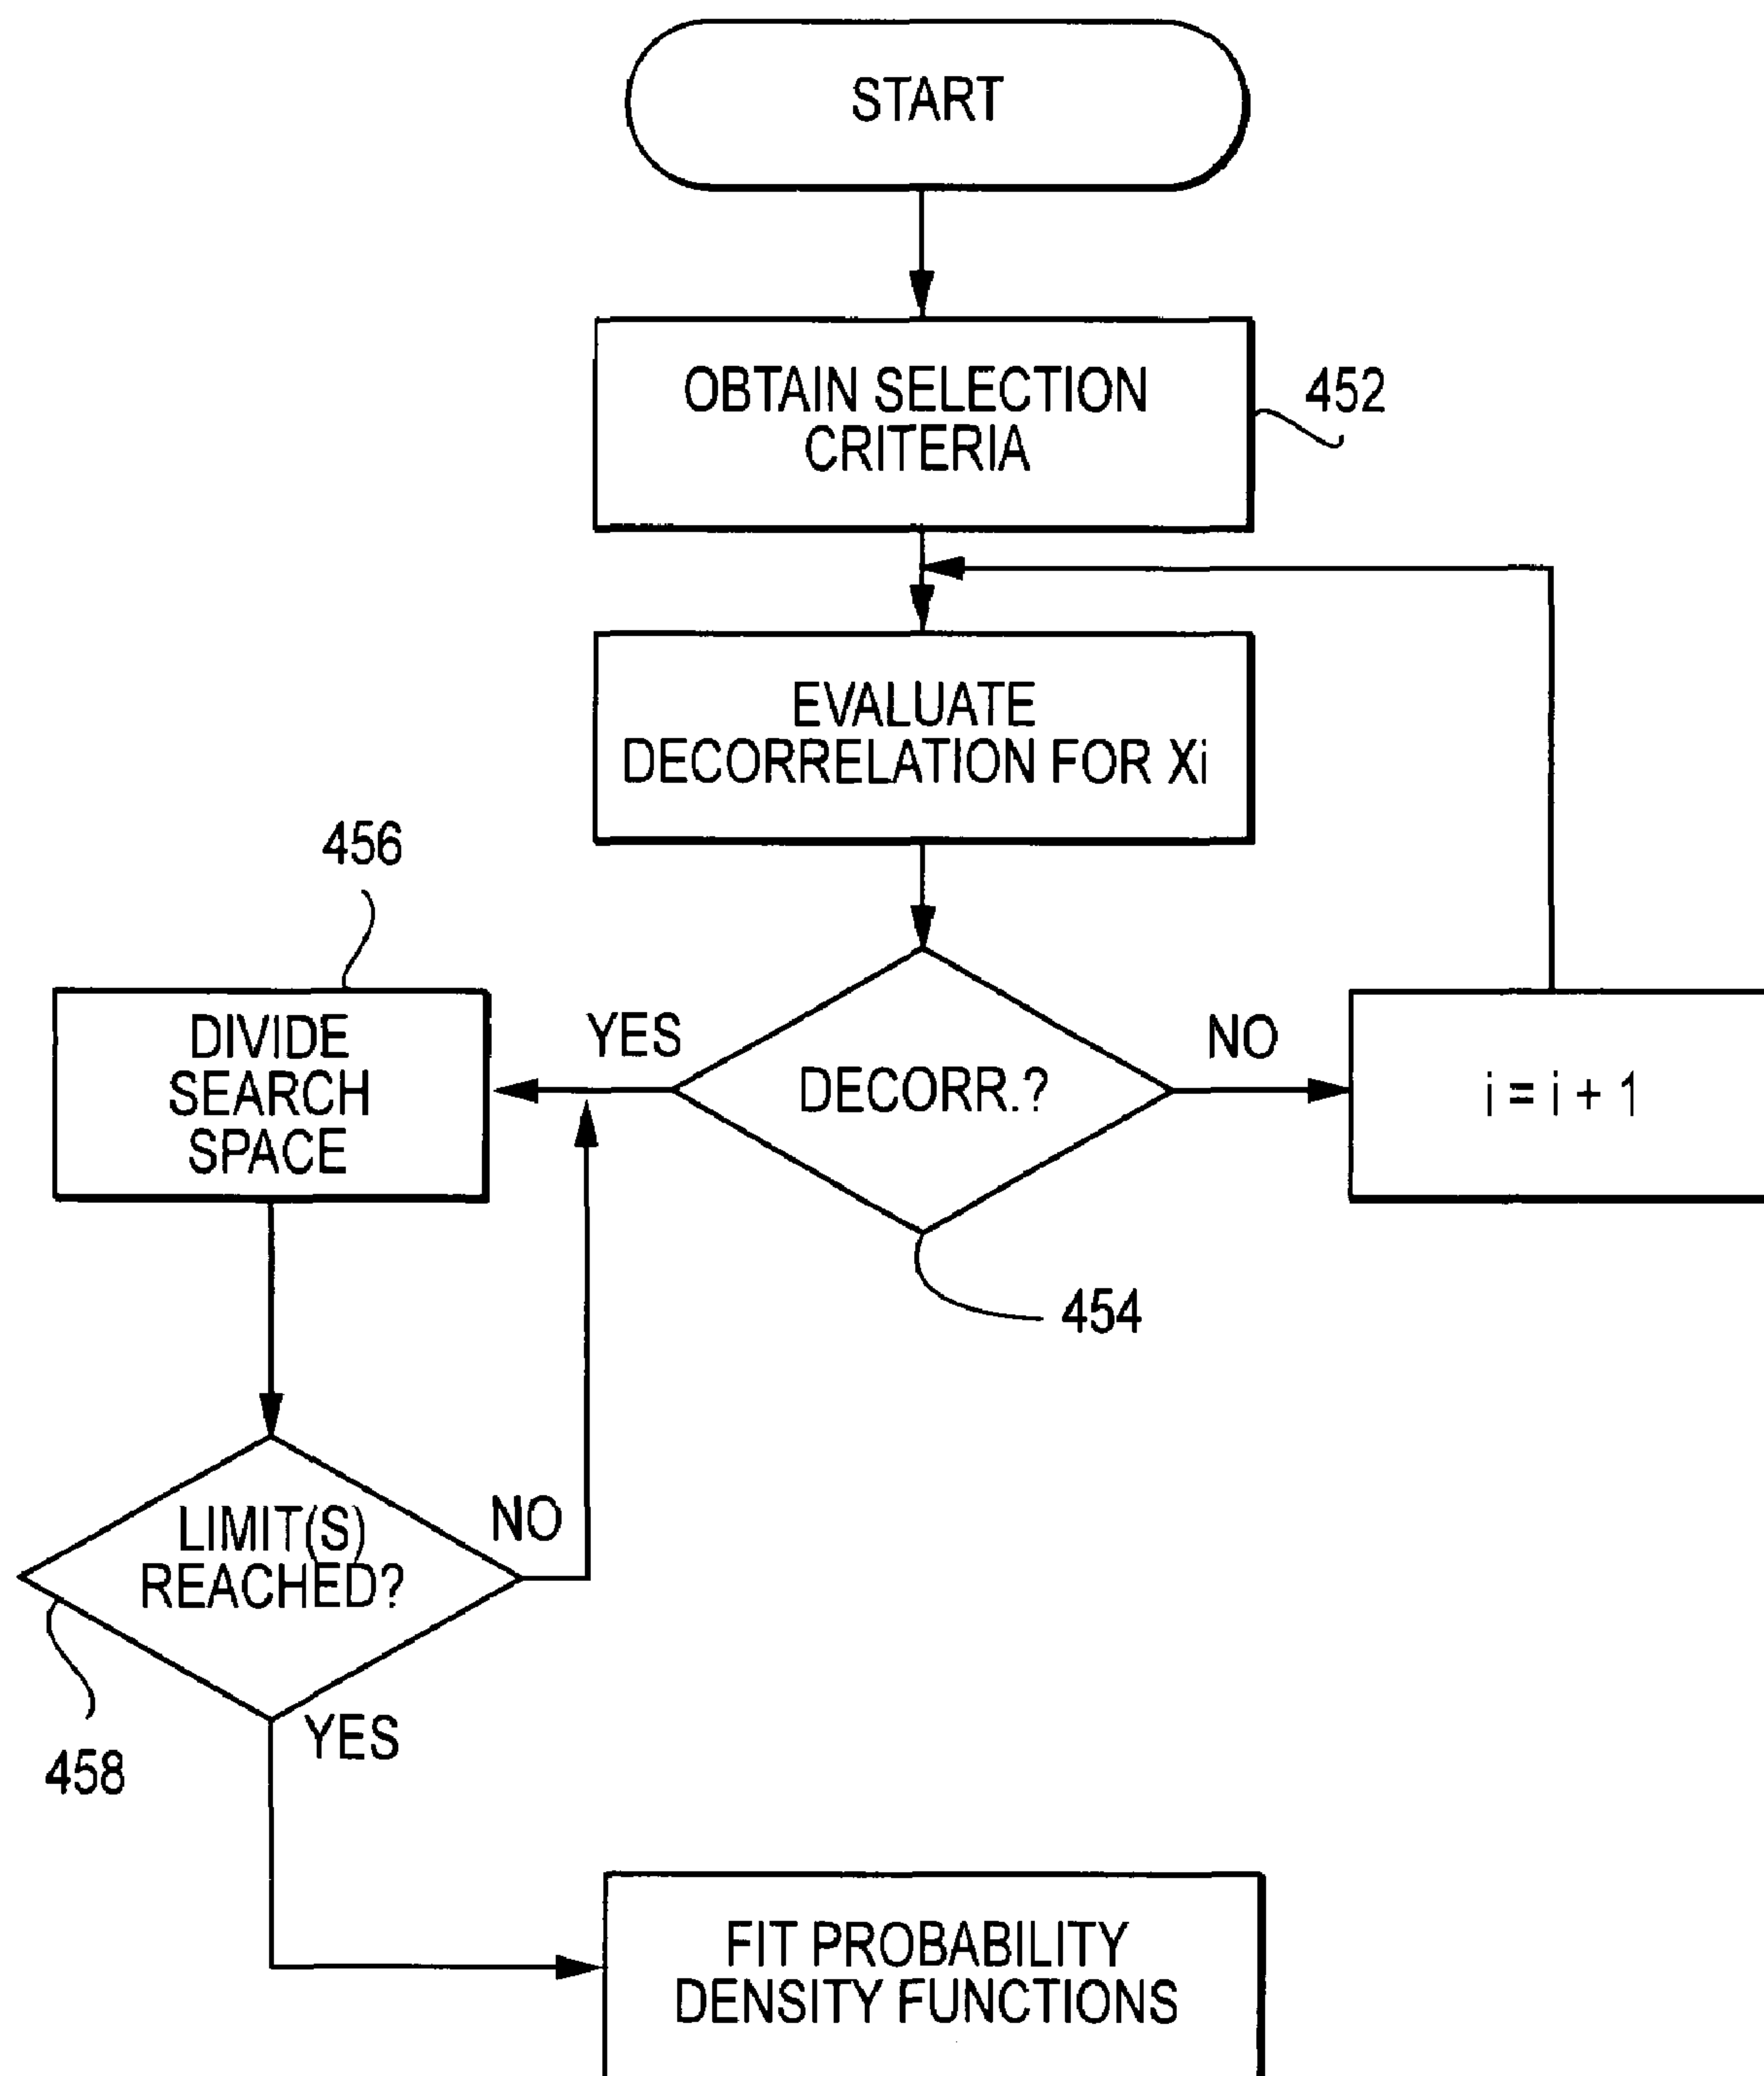 START
OBTAIN SELECTION
CRITERIA
452
EVALUATE
DECORRELATION FOR Xi
456
DIVIDE
SEARCH
SPACE
YES
DECORR.?
NO
i = i + 1
454
LIMIT(S)
REACHED?
NO
YES
458
FIT PROBABILITY
DENSITY FUNCTIONS